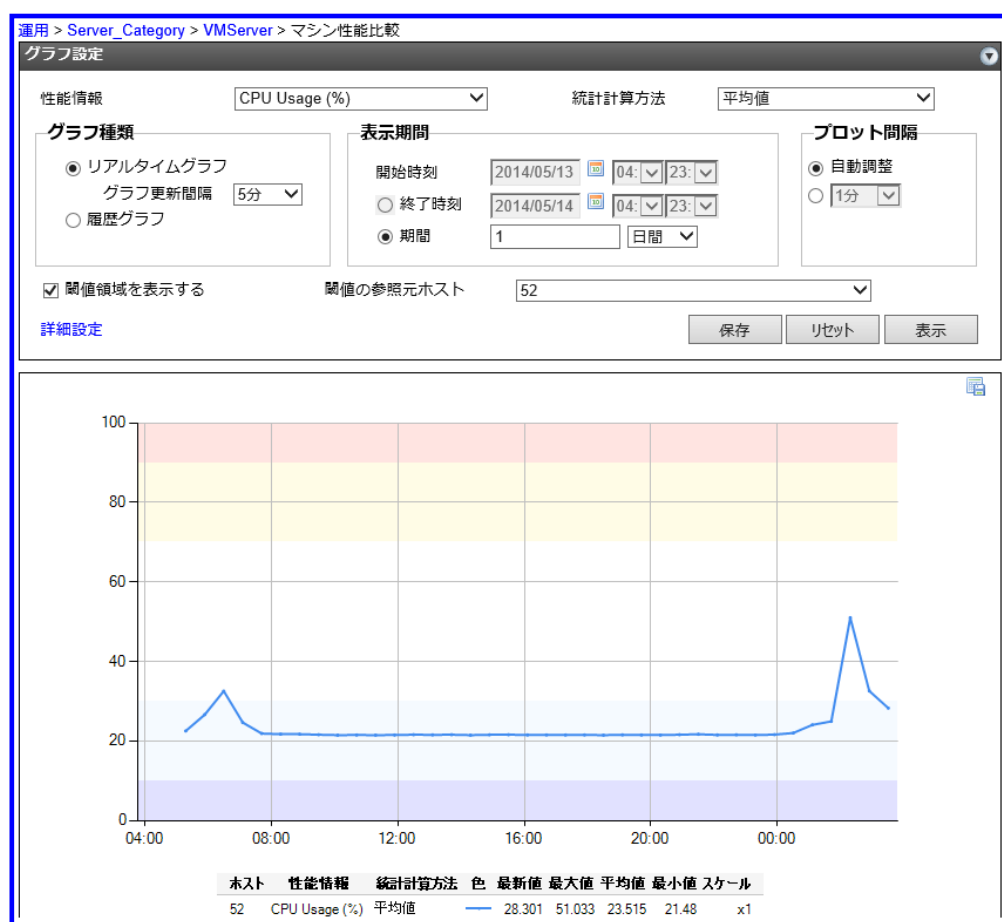 運用 > Server_Category > VMServer > マシン性能比較
グラフ設定
性能情報 CPU Usage (%) 統計計算方法 平均値
グラフ種類 表示期間 プロット間隔
リアルタイムグラフ 開始時刻 2014/05/13 04: 23: 自動調整
グラフ更新間隔 5分 終了時刻 2014/05/14 04: 23: 1分
履歴グラフ 期間 1 日間
閾値領域を表示する 閾値の参照元ホスト 52
詳細設定 保存 リセット 表示
100
80
60
40
20
0
04:00 08:00 12:00 16:00 20:00 00:00
ホスト 性能情報 統計計算方法 色 最新値 最大値 平均値 最小値 スケール
52 CPU Usage (%) 平均値 28.301 51.033 23.515 21.48 x1